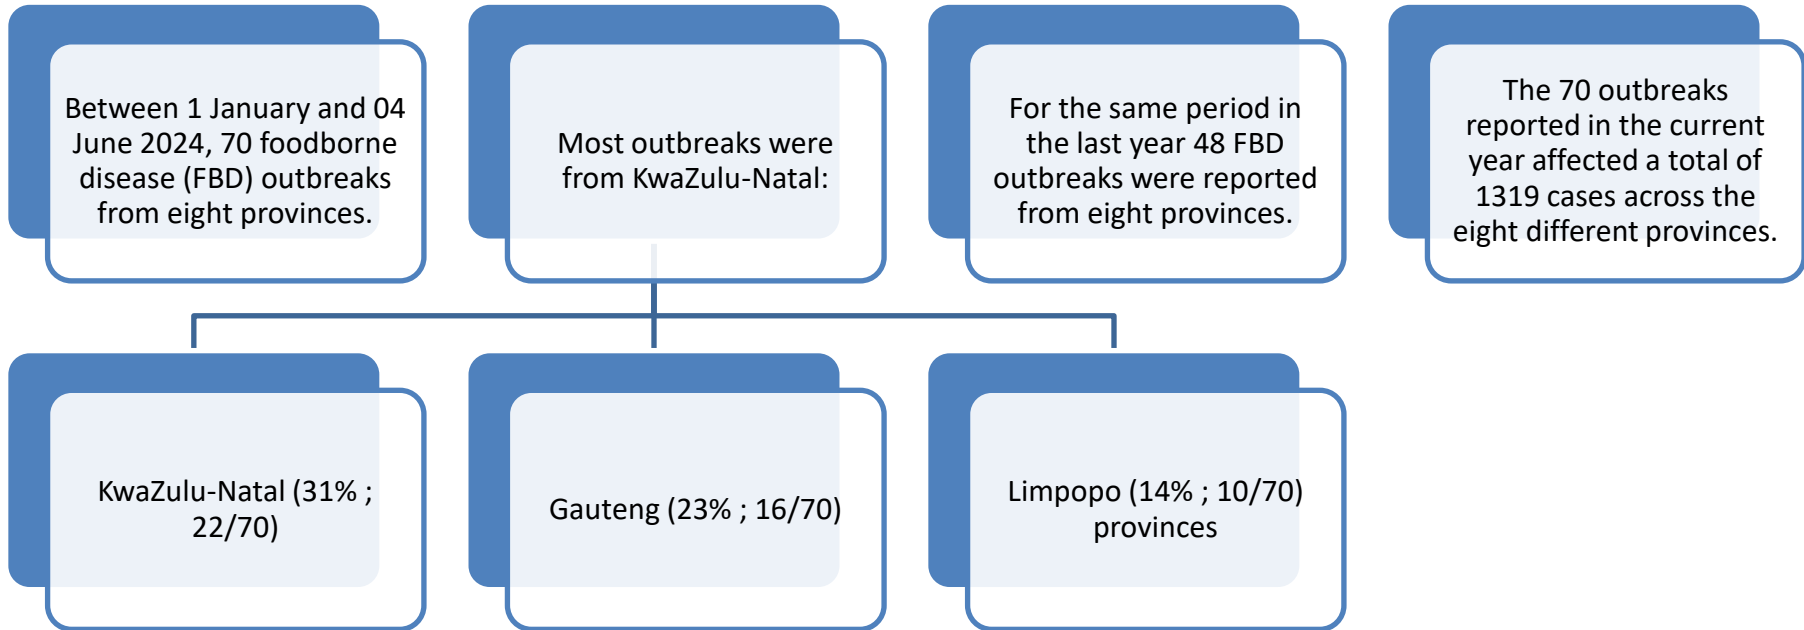 Between 1 January and 04
June 2024, 70 foodborne
disease (FBD) outbreaks
from eight provinces.
Most outbreaks were
from KwaZulu-Natal:
For the same period in
the last year 48 FBD
outbreaks were reported
from eight provinces.
The 70 outbreaks
reported in the current
year affected a total of
1319 cases across the
eight different provinces.
KwaZulu-Natal (31% ;
22/70)
Gauteng (23% ; 16/70)
Limpopo (14% ; 10/70)
provinces